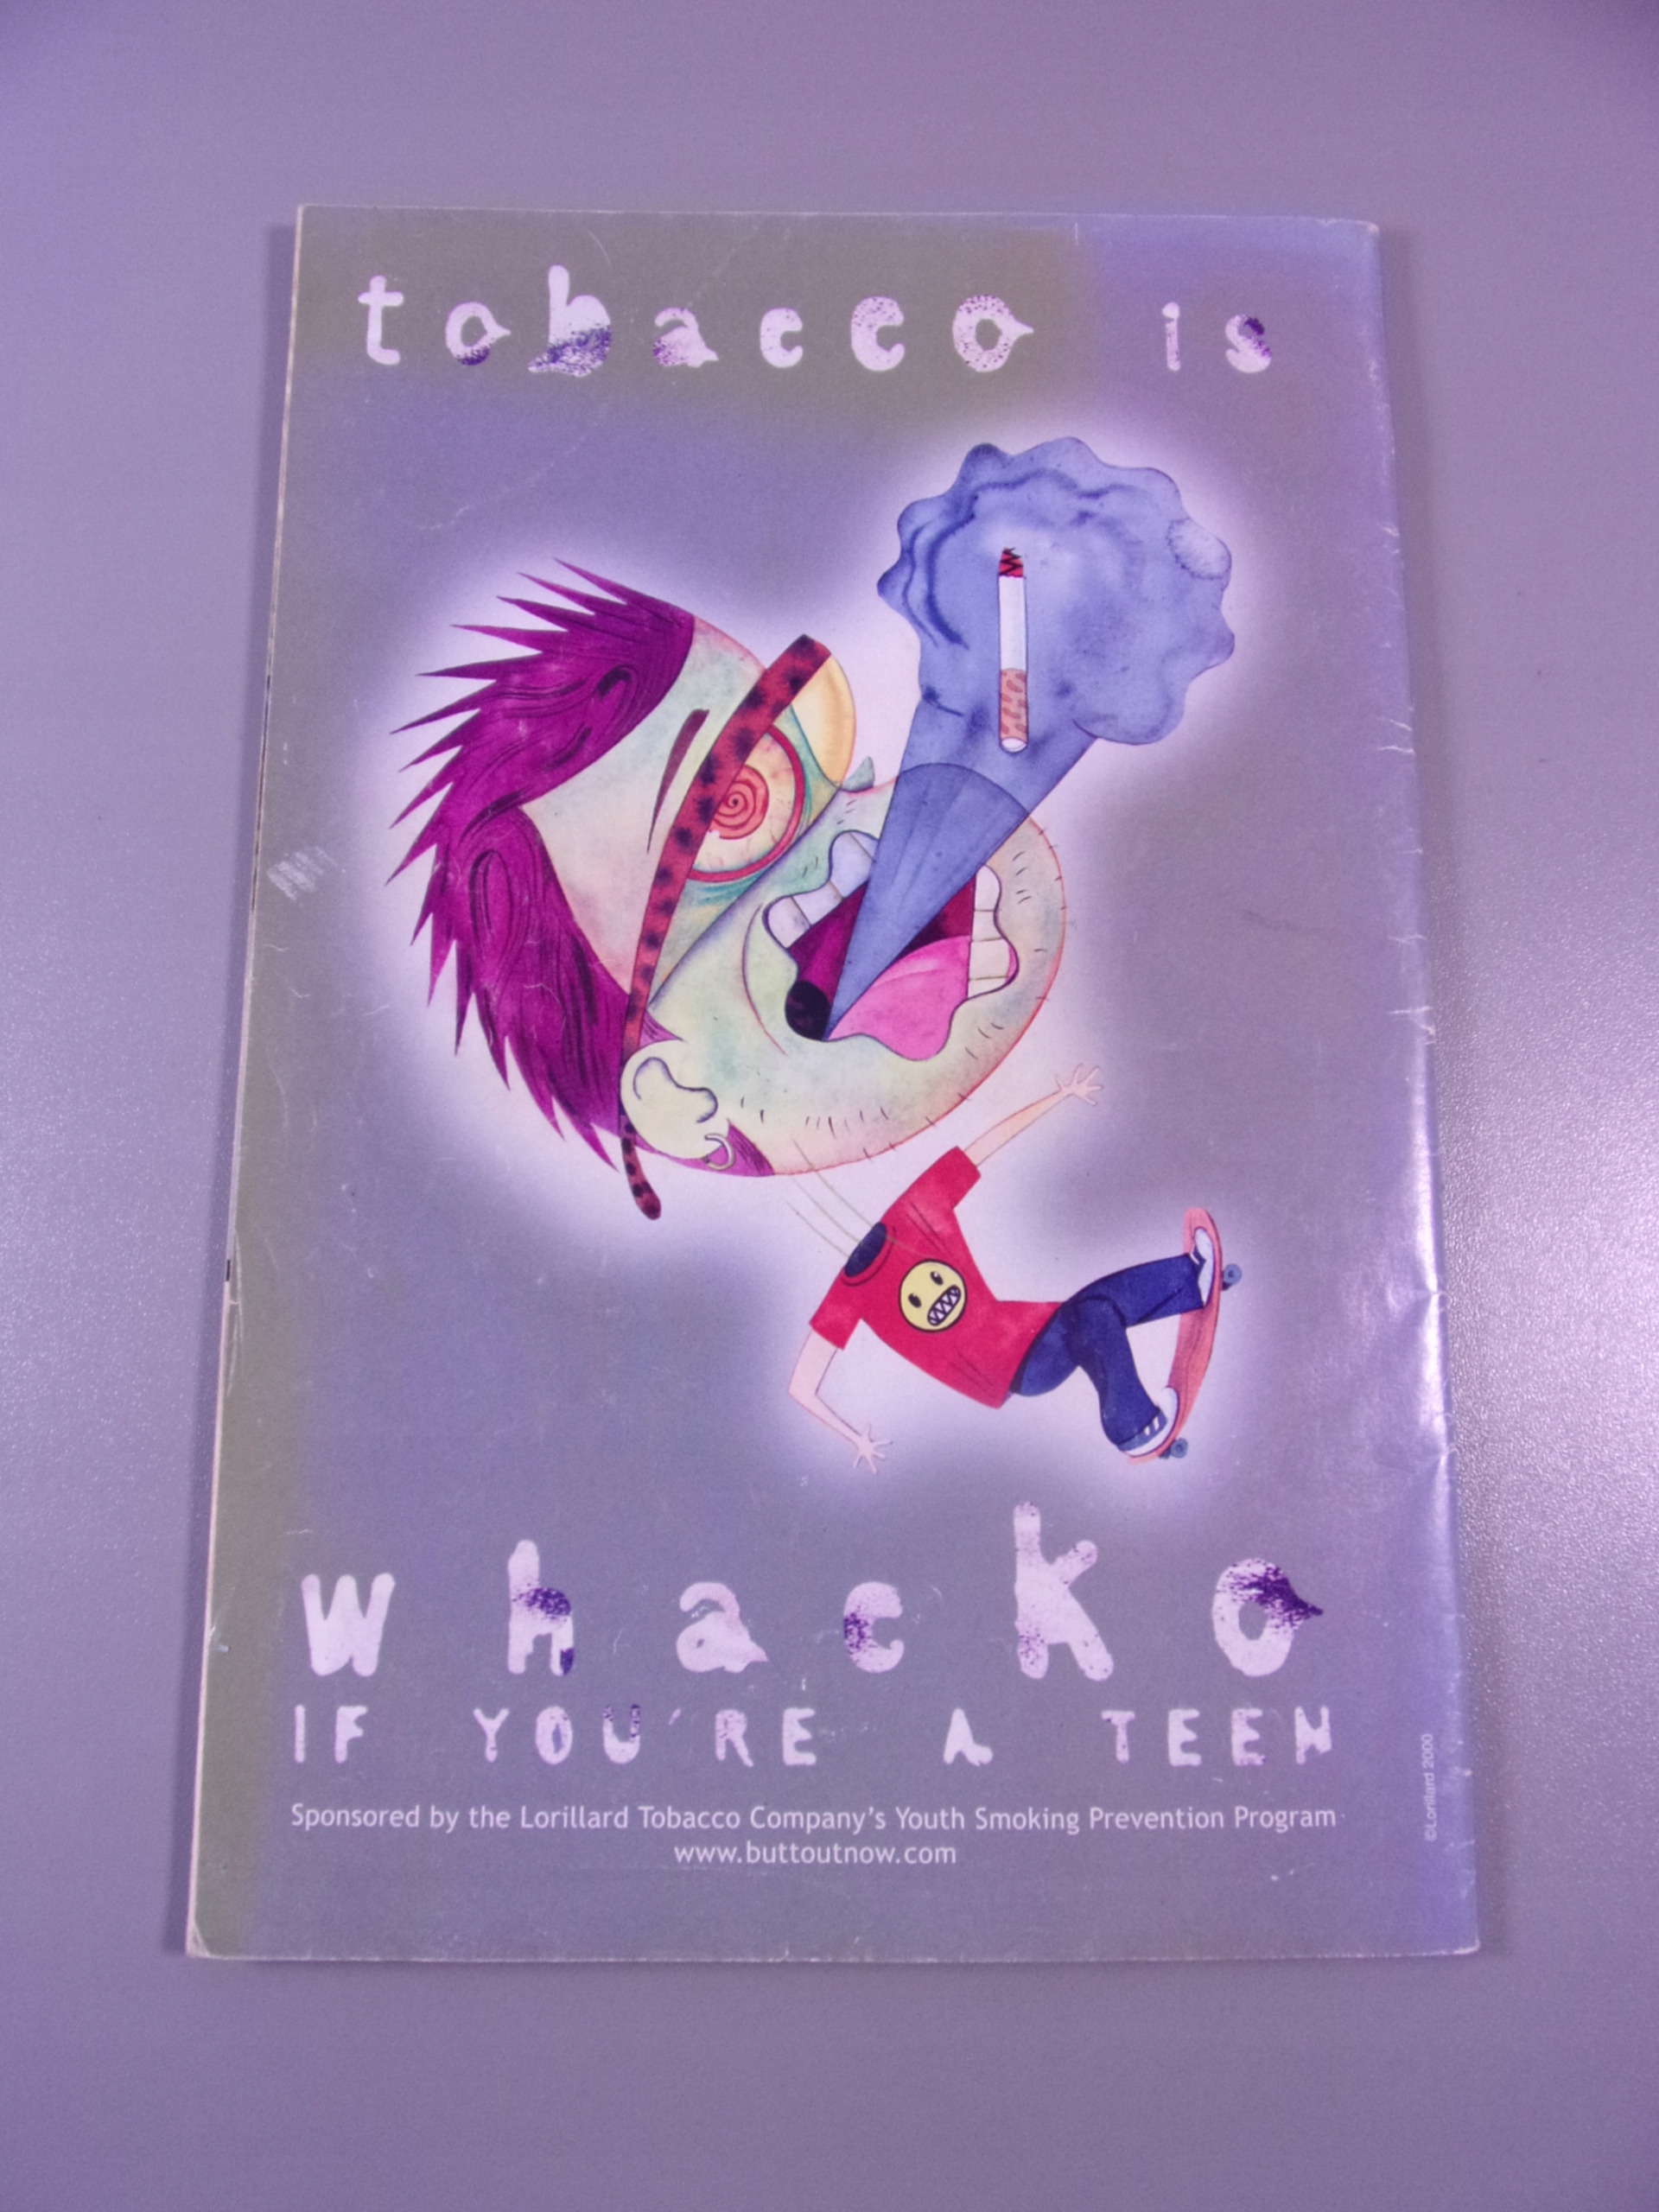 tobacco is
whacko
IF YOU'RE A TEEN
Sponsored by the Lorillard Tobacco Company's Youth Smoking Prevention Program
www.buttoutnow.com
©Lorillard 2000